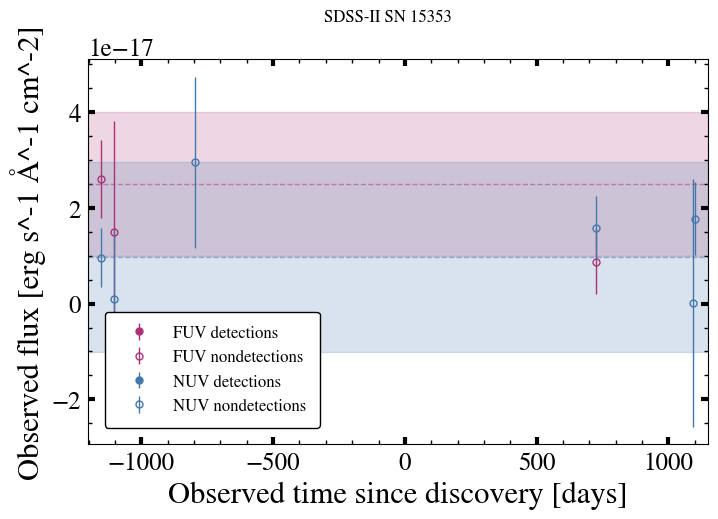 SDSS-II SN 15353
1e−17
Observed flux [erg s^-1 Å^-1 cm^-2]
4
2
0
−2
FUV detections
FUV nondetections
NUV detections
NUV nondetections
−1000 −500 0 500 1000
Observed time since discovery [days]